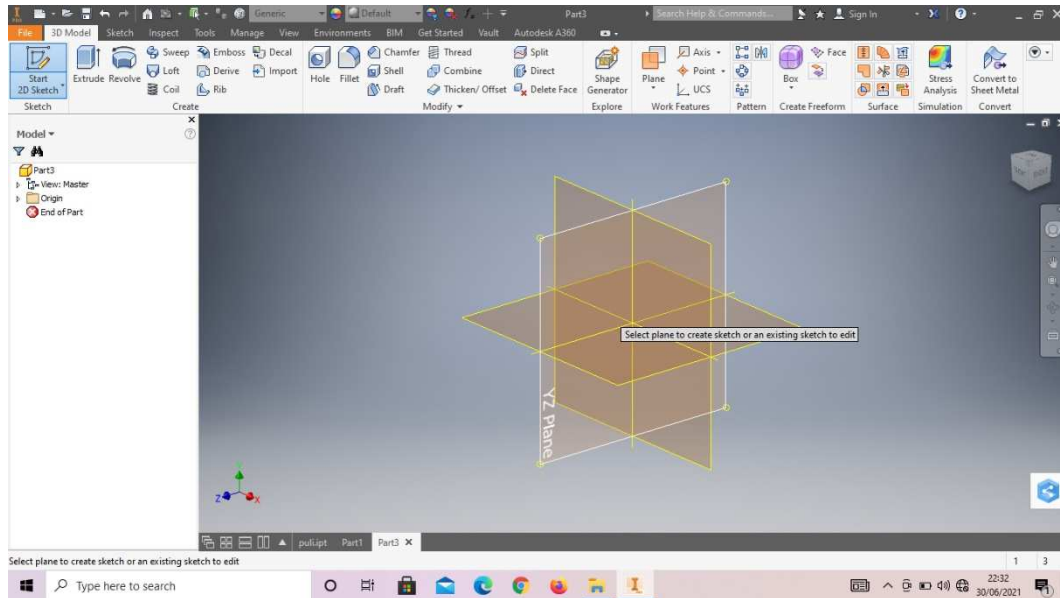 Generic Default Part3 Search Help & Commands... Sign In
File 3D Model Sketch Inspect Tools Manage View Environments BIM Get Started Vault Autodesk A360
Start 2D Sketch
Extrude Revolve
Sweep Emboss Decal
Loft Derive Import
Coil Rib
Hole Fillet
Chamfer Thread Split
Shell Combine Direct
Draft Thicken/ Offset Delete Face
Shape Generator
Plane
Axis
Point
UCS
Box
Face
Stress Analysis
Convert to Sheet Metal
Sketch Create Modify Explore Work Features Pattern Create Freeform Surface Simulation Convert
Model
Part3
View: Master
Origin
End of Part
Select plane to create sketch or an existing sketch to edit
YZ Plane
Y
Z X
puli.ipt Part1 Part3
Select plane to create sketch or an existing sketch to edit 1 3
Type here to search
22:32
30/06/2021